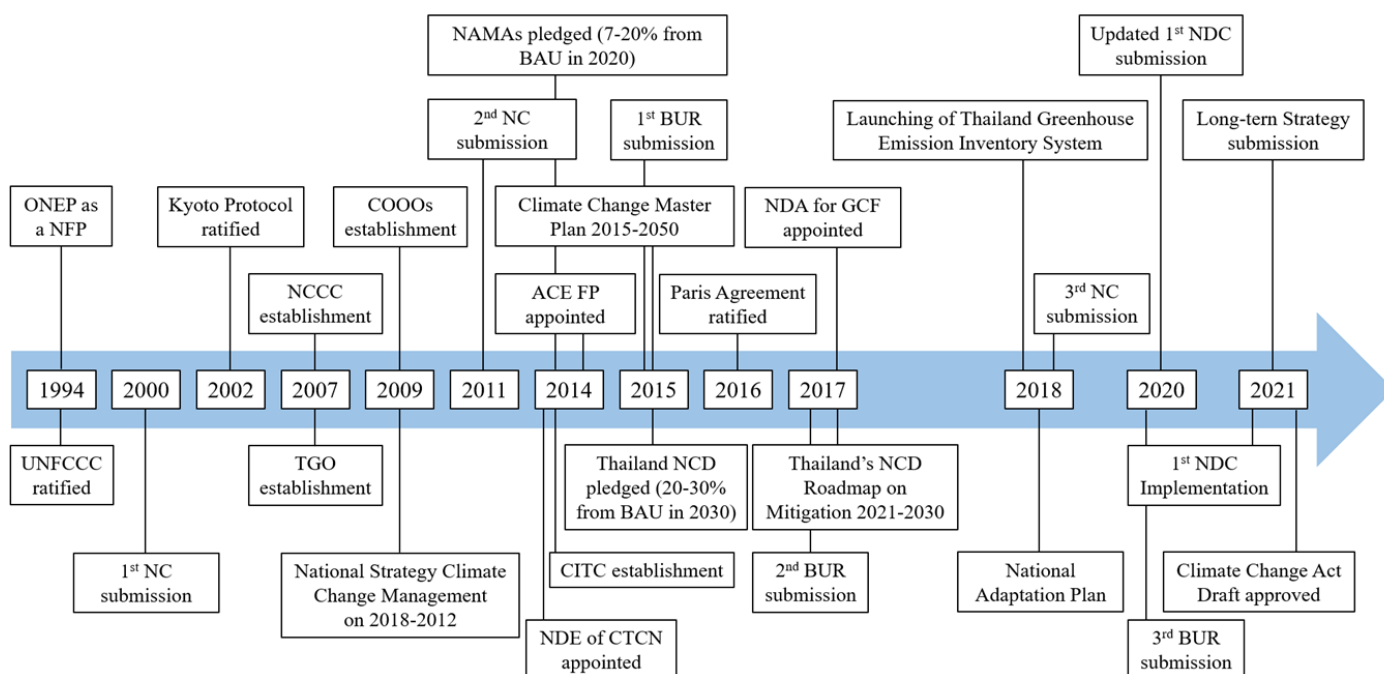 NAMAs pledged (7-20% from
BAU in 2020)
Updated 1st NDC
submission
2nd NC
submission
1st BUR
submission
Launching of Thailand Greenhouse
Emission Inventory System
Long-tern Strategy
submission
ONEP as
a NFP
Kyoto Protocol
ratified
COOOs
establishment
Climate Change Master
Plan 2015-2050
NDA for GCF
appointed
NCCC
establishment
ACE FP
appointed
Paris Agreement
ratified
3rd NC
submission
1994
2000
2002
2007
2009
2011
2014
2015
2016
2017
2018
2020
2021
UNFCCC
ratified
TGO
establishment
Thailand NCD
pledged (20-30%
from BAU in 2030)
Thailand’s NCD
Roadmap on
Mitigation 2021-2030
1st NDC
Implementation
1st NC
submission
National Strategy Climate
Change Management
on 2018-2012
CITC establishment
2nd BUR
submission
National
Adaptation Plan
Climate Change Act
Draft approved
NDE of CTCN
appointed
3rd BUR
submission